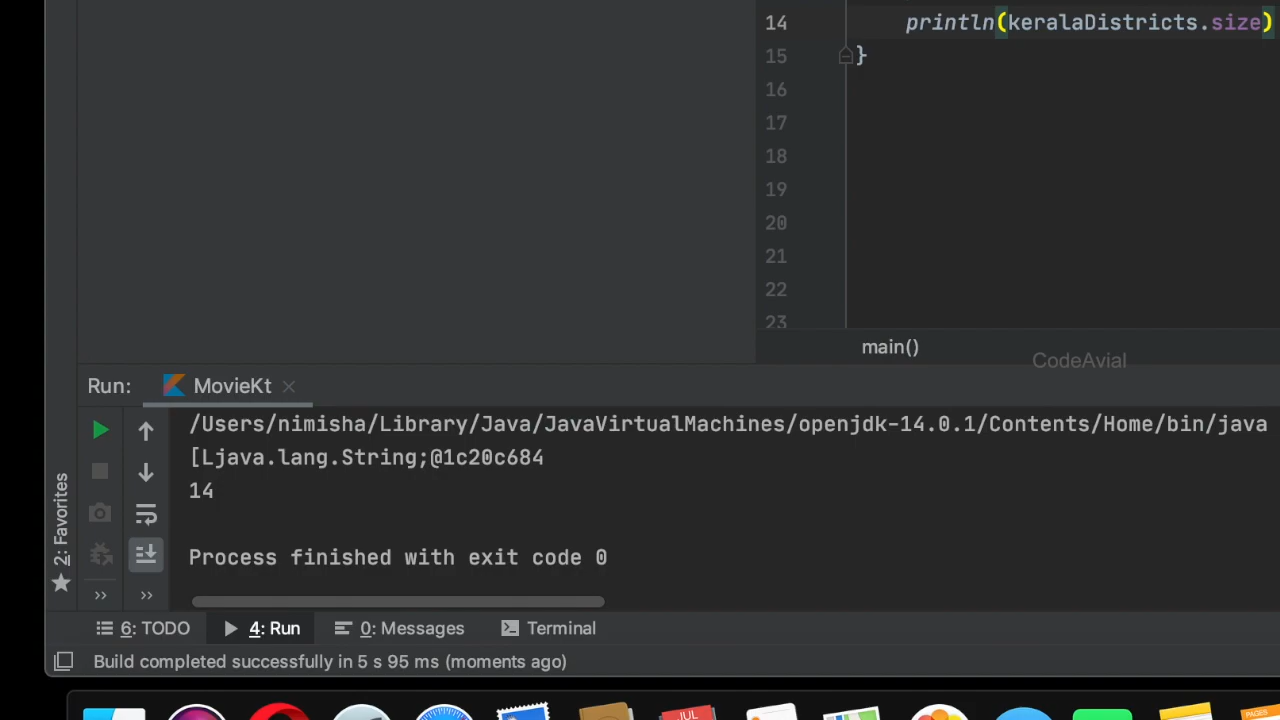 14 println(keralaDistricts.size)
15 }
16
17
18
19
20
21
22
23
main()
CodeAvial
Run: MovieKt
/Users/nimisha/Library/Java/JavaVirtualMachines/openjdk-14.0.1/Contents/Home/bin/java
[Ljava.lang.String;@1c20c684
14
Process finished with exit code 0
2: Favorites
6: TODO 4: Run 0: Messages Terminal
Build completed successfully in 5 s 95 ms (moments ago)
JUL
PAGES